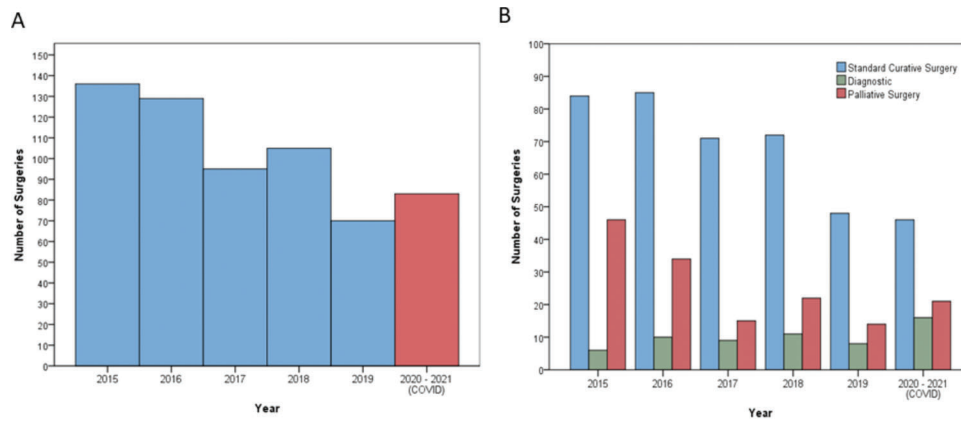 A
Number of Surgeries
150
140
130
120
110
100
90
80
70
60
50
40
30
20
10
0
2015 2016 2017 2018 2019 2020 - 2021
(COVID)
Year
B
Number of Surgeries
100
90
80
70
60
50
40
30
20
10
0
Standard Curative Surgery
Diagnostic
Palliative Surgery
2015 2016 2017 2018 2019 2020 - 2021
(COVID)
Year